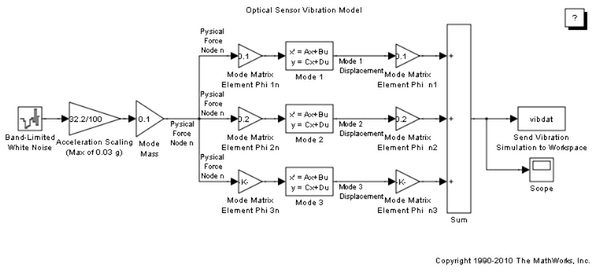 Optical Sensor Vibration Model
?
Pysical
Force
Node n
0.1
Mode Matrix
Element Phi 1n
x' = Ax+Bu
y = Cx+Du
Mode 1
Mode 1
Displacement
0.1
Mode Matrix
Element Phi n1
+
Band-Limited
White Noise
32.2/100
Acceleration Scaling
(Max of 0.03 g)
0.1
Mode
Mass
Pysical
Force
Node n
Pysical
Force
Node n
0.2
Mode Matrix
Element Phi 2n
x' = Ax+Bu
y = Cx+Du
Mode 2
Mode 2
Displacement
0.2
Mode Matrix
Element Phi n2
+
vibdat
Send Vibration
Simulation to Workspace
Scope
Pysical
Force
Node n
-K-
Mode Matrix
Element Phi 3n
x' = Ax+Bu
y = Cx+Du
Mode 3
Mode 3
Displacement
-K-
Mode Matrix
Element Phi n3
+
Sum
Copyright 1990-2010 The MathWorks, Inc.